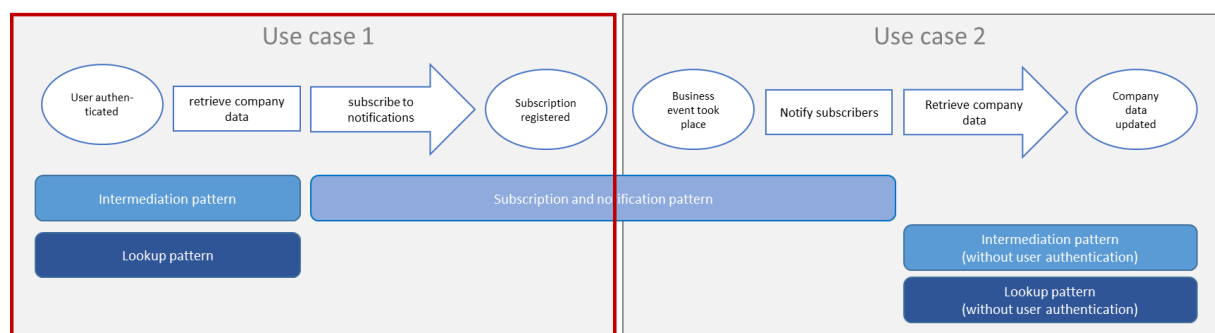 Use case 1
User authen-
ticated
retrieve company
data
subscribe to
notifications
Subscription
registered
Intermediation pattern
Lookup pattern
Subscription and notification pattern
Use case 2
Business
event took
place
Notify subscribers
Retrieve company
data
Company
data
updated
Intermediation pattern
(without user authentication)
Lookup pattern
(without user authentication)